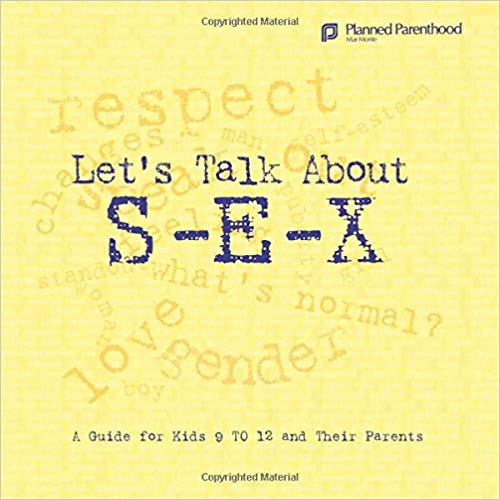 Copyrighted Material
Planned Parenthood
Mar Monte
respect
changes
man
self-esteem
Let's Talk About
S-E-X
what's normal?
woman
love
gender
boy
A Guide for Kids 9 TO 12 and Their Parents
Copyrighted Material